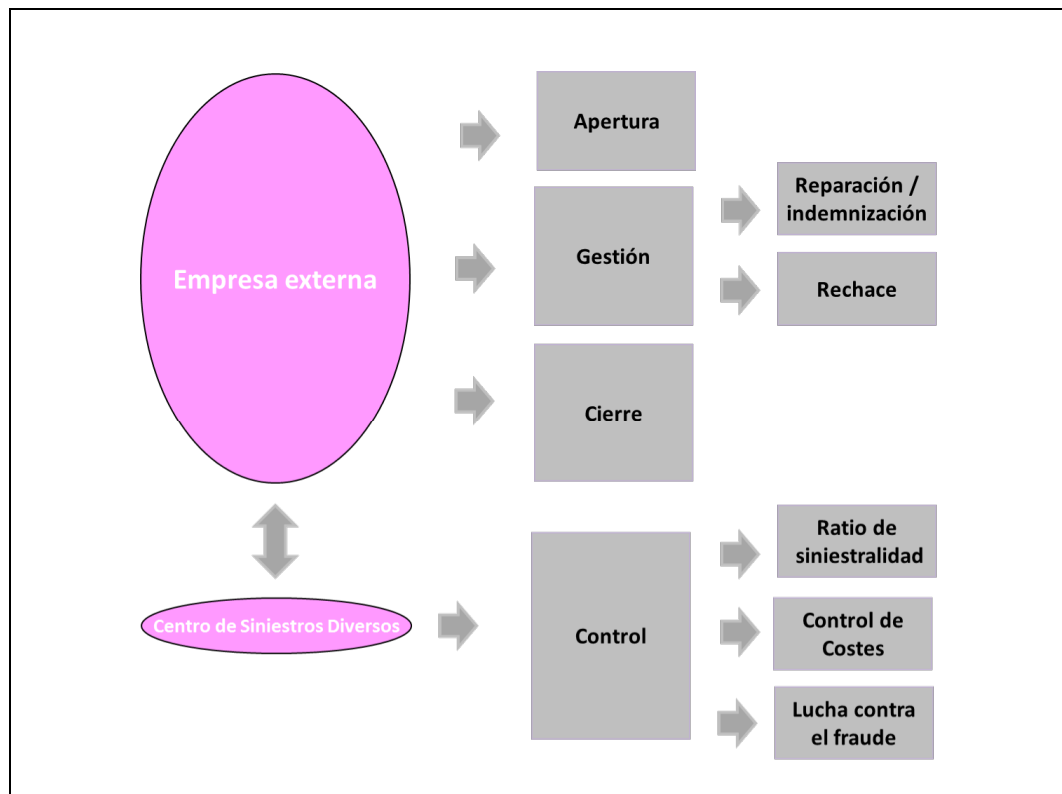 Empresa externa
Apertura
Gestión
Reparación /
indemnización
Rechace
Cierre
Centro de Siniestros Diversos
Control
Ratio de
siniestralidad
Control de
Costes
Lucha contra
el fraude